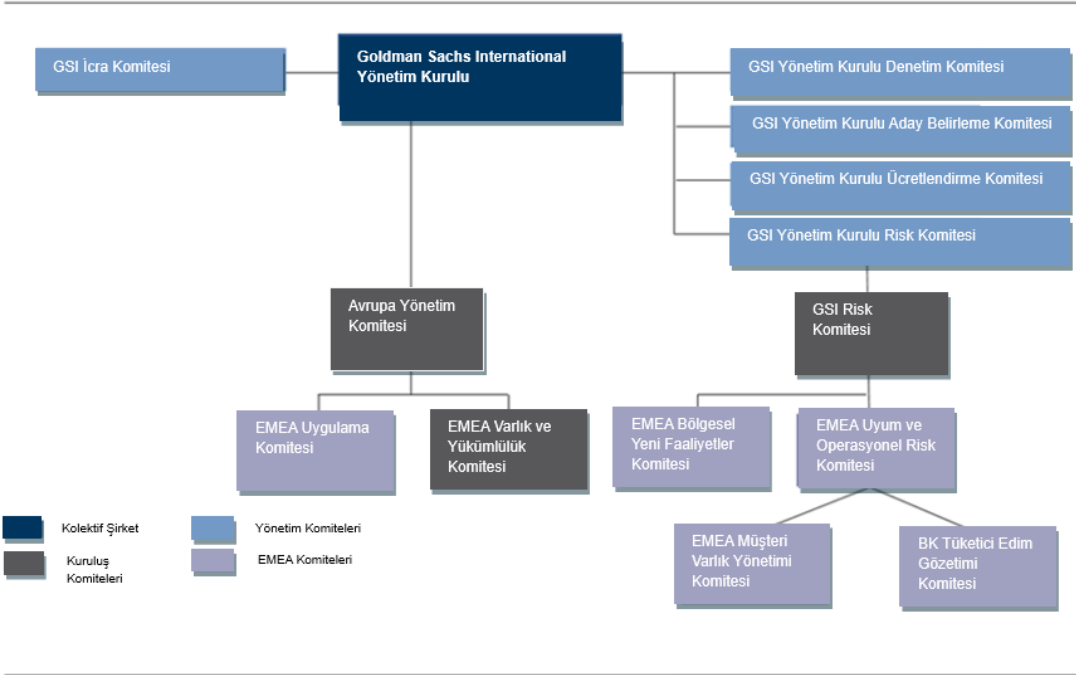 GSI İcra Komitesi
Goldman Sachs International
Yönetim Kurulu
GSI Yönetim Kurulu Denetim Komitesi
GSI Yönetim Kurulu Aday Belirleme Komitesi
GSI Yönetim Kurulu Ücretlendirme Komitesi
GSI Yönetim Kurulu Risk Komitesi
Avrupa Yönetim
Komitesi
GSI Risk
Komitesi
EMEA Uygulama
Komitesi
EMEA Varlık ve
Yükümlülük
Komitesi
EMEA Bölgesel
Yeni Faaliyetler
Komitesi
EMEA Uyum ve
Operasyonel Risk
Komitesi
EMEA Müşteri
Varlık Yönetimi
Komitesi
BK Tüketici Edim
Gözetimi
Komitesi
Kolektif Şirket
Yönetim Komiteleri
Kuruluş
Komiteleri
EMEA Komiteleri